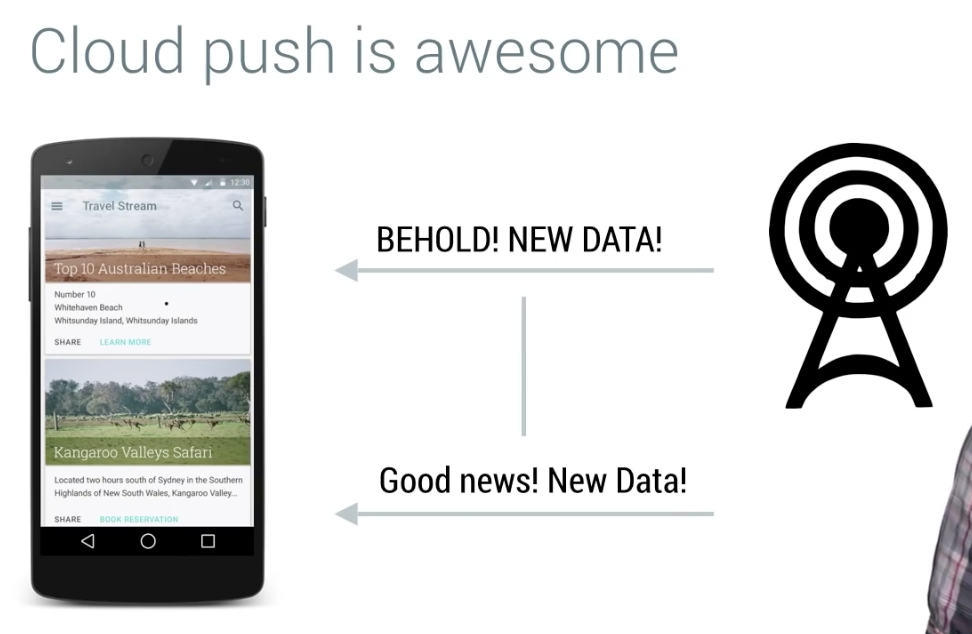 Cloud push is awesome
12:30
Travel Stream
Top 10 Australian Beaches
Number 10
Whitehaven Beach
Whitsunday Island, Whitsunday Islands
SHARE LEARN MORE
Kangaroo Valleys Safari
Located two hours south of Sydney in the Southern
Highlands of New South Wales, Kangaroo Valley...
SHARE BOOK RESERVATION
BEHOLD! NEW DATA!
Good news! New Data!